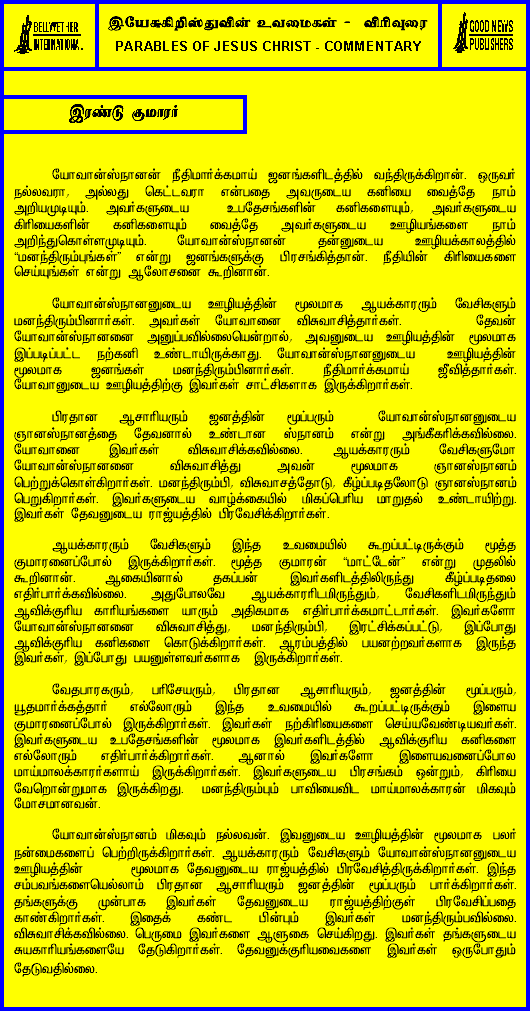 BELLWETHER
INTERNATIONAL
இயேசுகிறிஸ்துவின் உவமைகள் - விரிவுரை
PARABLES OF JESUS CHRIST - COMMENTARY
GOOD NEWS
PUBLISHERS
இரண்டு குமாரர்
யோவான்ஸ்நானன் நீதிமார்க்கமாய் ஜனங்களிடத்தில் வந்திருக்கிறான். ஒருவர்
நல்லவரா, அல்லது கெட்டவரா என்பதை அவருடைய கனியை வைத்தே நாம்
அறியமுடியும். அவர்களுடைய உபதேசங்களின் கனிகளையும், அவர்களுடைய
கிரியைகளின் கனிகளையும் வைத்தே அவர்களுடைய ஊழியங்களை நாம்
அறிந்துகொள்ளமுடியும். யோவான்ஸ்நானன் தன்னுடைய ஊழியக்காலத்தில்
“மனந்திரும்புங்கள்” என்று ஜனங்களுக்கு பிரசங்கித்தான். நீதியின் கிரியைகளை
செய்யுங்கள் என்று ஆலோசனை கூறினான்.
யோவான்ஸ்நானனுடைய ஊழியத்தின் மூலமாக ஆயக்காரரும் வேசிகளும்
மனந்திரும்பினார்கள். அவர்கள் யோவானை விசுவாசித்தார்கள். தேவன்
யோவான்ஸ்நானனை அனுப்பவில்லையென்றால், அவனுடைய ஊழியத்தின் மூலமாக
இப்படிப்பட்ட நற்கனி உண்டாயிருக்காது. யோவான்ஸ்நானனுடைய ஊழியத்தின்
மூலமாக ஜனங்கள் மனந்திரும்பினார்கள். நீதிமார்க்கமாய் ஜீவித்தார்கள்.
யோவானுடைய ஊழியத்திற்கு இவர்கள் சாட்சிகளாக இருக்கிறார்கள்.
பிரதான ஆசாரியரும் ஜனத்தின் மூப்பரும் யோவான்ஸ்நானனுடைய
ஞானஸ்நானத்தை தேவனால் உண்டான ஸ்நானம் என்று அங்கீகரிக்கவில்லை.
யோவானை இவர்கள் விசுவாசிக்கவில்லை. ஆயக்காரரும் வேசிகளுமோ
யோவான்ஸ்நானனை விசுவாசித்து அவன் மூலமாக ஞானஸ்நானம்
பெற்றுக்கொள்கிறார்கள். மனந்திரும்பி, விசுவாசத்தோடு, கீழ்ப்படிதலோடு ஞானஸ்நானம்
பெறுகிறார்கள். இவர்களுடைய வாழ்க்கையில் மிகப்பெரிய மாறுதல் உண்டாயிற்று.
இவர்கள் தேவனுடைய ராஜ்யத்தில் பிரவேசிக்கிறார்கள்.
ஆயக்காரரும் வேசிகளும் இந்த உவமையில் கூறப்பட்டிருக்கும் மூத்த
குமாரனைப்போல் இருக்கிறார்கள். மூத்த குமாரன் “மாட்டேன்” என்று முதலில்
கூறினான். ஆகையினால் தகப்பன் இவர்களிடத்திலிருந்து கீழ்ப்படிதலை
எதிர்பார்க்கவில்லை. அதுபோலவே ஆயக்காரரிடமிருந்தும், வேசிகளிடமிருந்தும்
ஆவிக்குரிய காரியங்களை யாரும் அதிகமாக எதிர்பார்க்கமாட்டார்கள். இவர்களோ
யோவான்ஸ்நானனை விசுவாசித்து, மனந்திரும்பி, இரட்சிக்கப்பட்டு, இப்போது
ஆவிக்குரிய கனிகளை கொடுக்கிறார்கள். ஆரம்பத்தில் பயனற்றவர்களாக இருந்த
இவர்கள், இப்போது பயனுள்ளவர்களாக இருக்கிறார்கள்.
வேதபாரகரும், பரிசேயரும், பிரதான ஆசாரியரும், ஜனத்தின் மூப்பரும்,
யூதமார்க்கத்தார் எல்லோரும் இந்த உவமையில் கூறப்பட்டிருக்கும் இளைய
குமாரனைப்போல் இருக்கிறார்கள். இவர்கள் நற்கிரியைகளை செய்யவேண்டியவர்கள்.
இவர்களுடைய உபதேசங்களின் மூலமாக இவர்களிடத்தில் ஆவிக்குரிய கனிகளை
எல்லோரும் எதிர்பார்க்கிறார்கள். ஆனால் இவர்களோ இளையவனைப்போல
மாய்மாலக்காரர்களாய் இருக்கிறார்கள். இவர்களுடைய பிரசங்கம் ஒன்றும், கிரியை
வேறொன்றுமாக இருக்கிறது. மனந்திரும்பும் பாவியைவிட மாய்மாலக்காரன் மிகவும்
மோசமானவன்.
யோவான்ஸ்நானம் மிகவும் நல்லவன். இவனுடைய ஊழியத்தின் மூலமாக பலர்
நன்மைகளைப் பெற்றிருக்கிறார்கள். ஆயக்காரரும் வேசிகளும் யோவான்ஸ்நானனுடைய
ஊழியத்தின் மூலமாக தேவனுடைய ராஜ்யத்தில் பிரவேசித்திருக்கிறார்கள். இந்த
சம்பவங்களையெல்லாம் பிரதான ஆசாரியரும் ஜனத்தின் மூப்பரும் பார்க்கிறார்கள்.
தங்களுக்கு முன்பாக இவர்கள் தேவனுடைய ராஜ்யத்திற்குள் பிரவேசிப்பதை
காண்கிறார்கள். இதைக் கண்ட பின்பும் இவர்கள் மனந்திரும்பவில்லை.
விசுவாசிக்கவில்லை. பெருமை இவர்களை ஆளுகை செய்கிறது. இவர்கள் தங்களுடைய
சுயகாரியங்களையே தேடுகிறார்கள். தேவனுக்குரியவைகளை இவர்கள் ஒருபோதும்
தேடுவதில்லை.